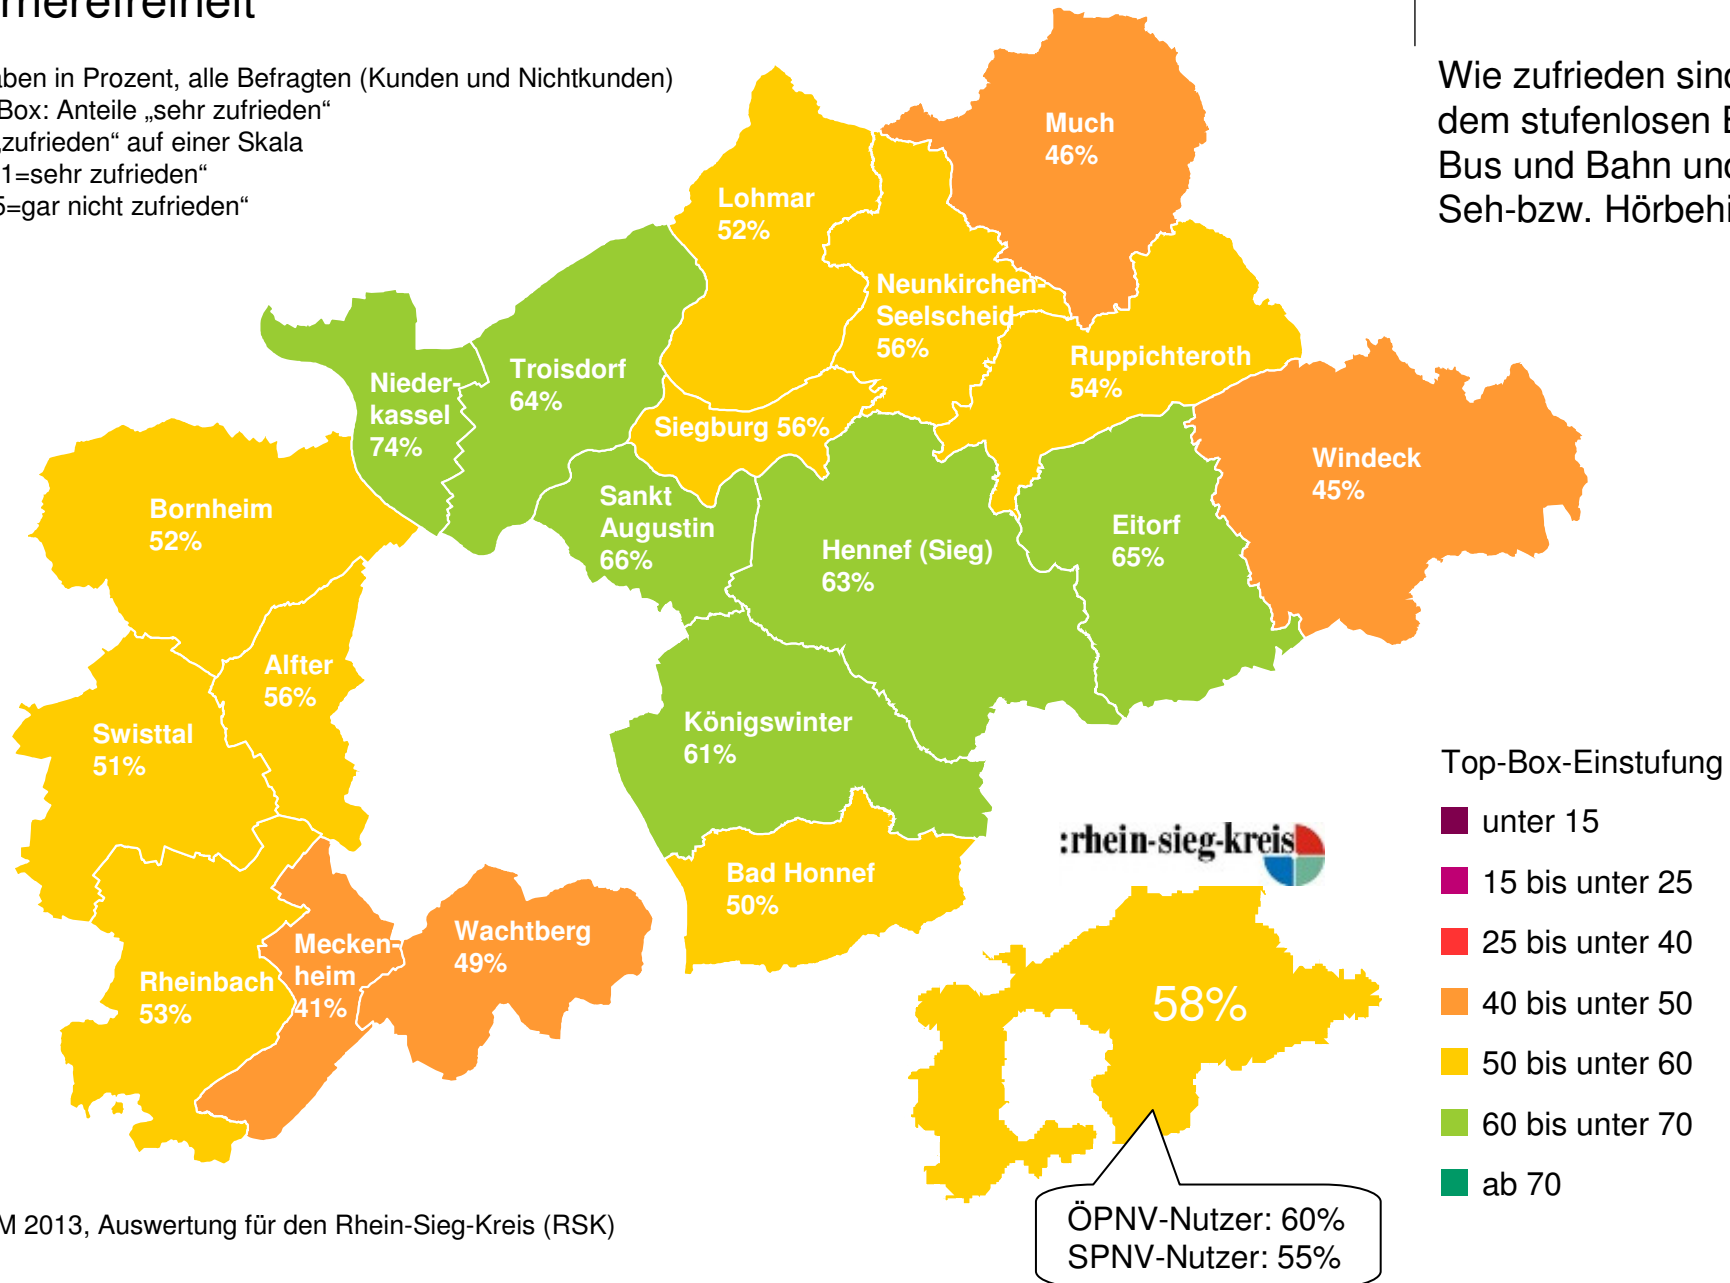 rrierefreiheit
aben in Prozent, alle Befragten (Kunden und Nichtkunden)
Box: Anteile „sehr zufrieden“
„zufrieden“ auf einer Skala
1=sehr zufrieden“
5=gar nicht zufrieden“
Wie zufrieden sind
dem stufenlosen E
Bus und Bahn und
Seh-bzw. Hörbehi
Much
46%
Lohmar
52%
Neunkirchen-
Seelscheid
56%
Ruppichteroth
54%
Troisdorf
64%
Nieder-
kassel
74%
Siegburg 56%
Windeck
45%
Bornheim
52%
Sankt
Augustin
66%
Hennef (Sieg)
63%
Eitorf
65%
Alfter
56%
Swisttal
51%
Königswinter
61%
Bad Honnef
50%
Wachtberg
49%
Mecken-
heim
41%
Rheinbach
53%
:rhein-sieg-kreis
58%
ÖPNV-Nutzer: 60%
SPNV-Nutzer: 55%
Top-Box-Einstufung
unter 15
15 bis unter 25
25 bis unter 40
40 bis unter 50
50 bis unter 60
60 bis unter 70
ab 70
M 2013, Auswertung für den Rhein-Sieg-Kreis (RSK)